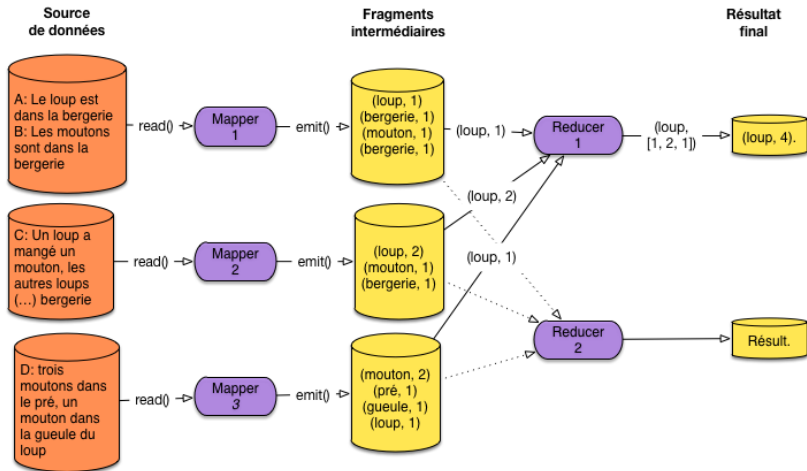 Source
de données
Fragments
intermédiaires
Résultat
final
A: Le loup est
dans la bergerie
B: Les moutons
sont dans la
bergerie
read()
Mapper
1
emit()
(loup, 1)
(bergerie, 1)
(mouton, 1)
(bergerie, 1)
(loup, 1)
Reducer
1
(loup,
[1, 2, 1])
(loup, 4).
(loup, 2)
C: Un loup a
mangé un
mouton, les
autres loups
(...) bergerie
read()
Mapper
2
emit()
(loup, 2)
(mouton, 1)
(bergerie, 1)
(loup, 1)
Reducer
2
Résult.
D: trois
moutons dans
le pré, un
mouton dans
la gueule du
loup
read()
Mapper
3
emit()
(mouton, 2)
(pré, 1)
(gueule, 1)
(loup, 1)